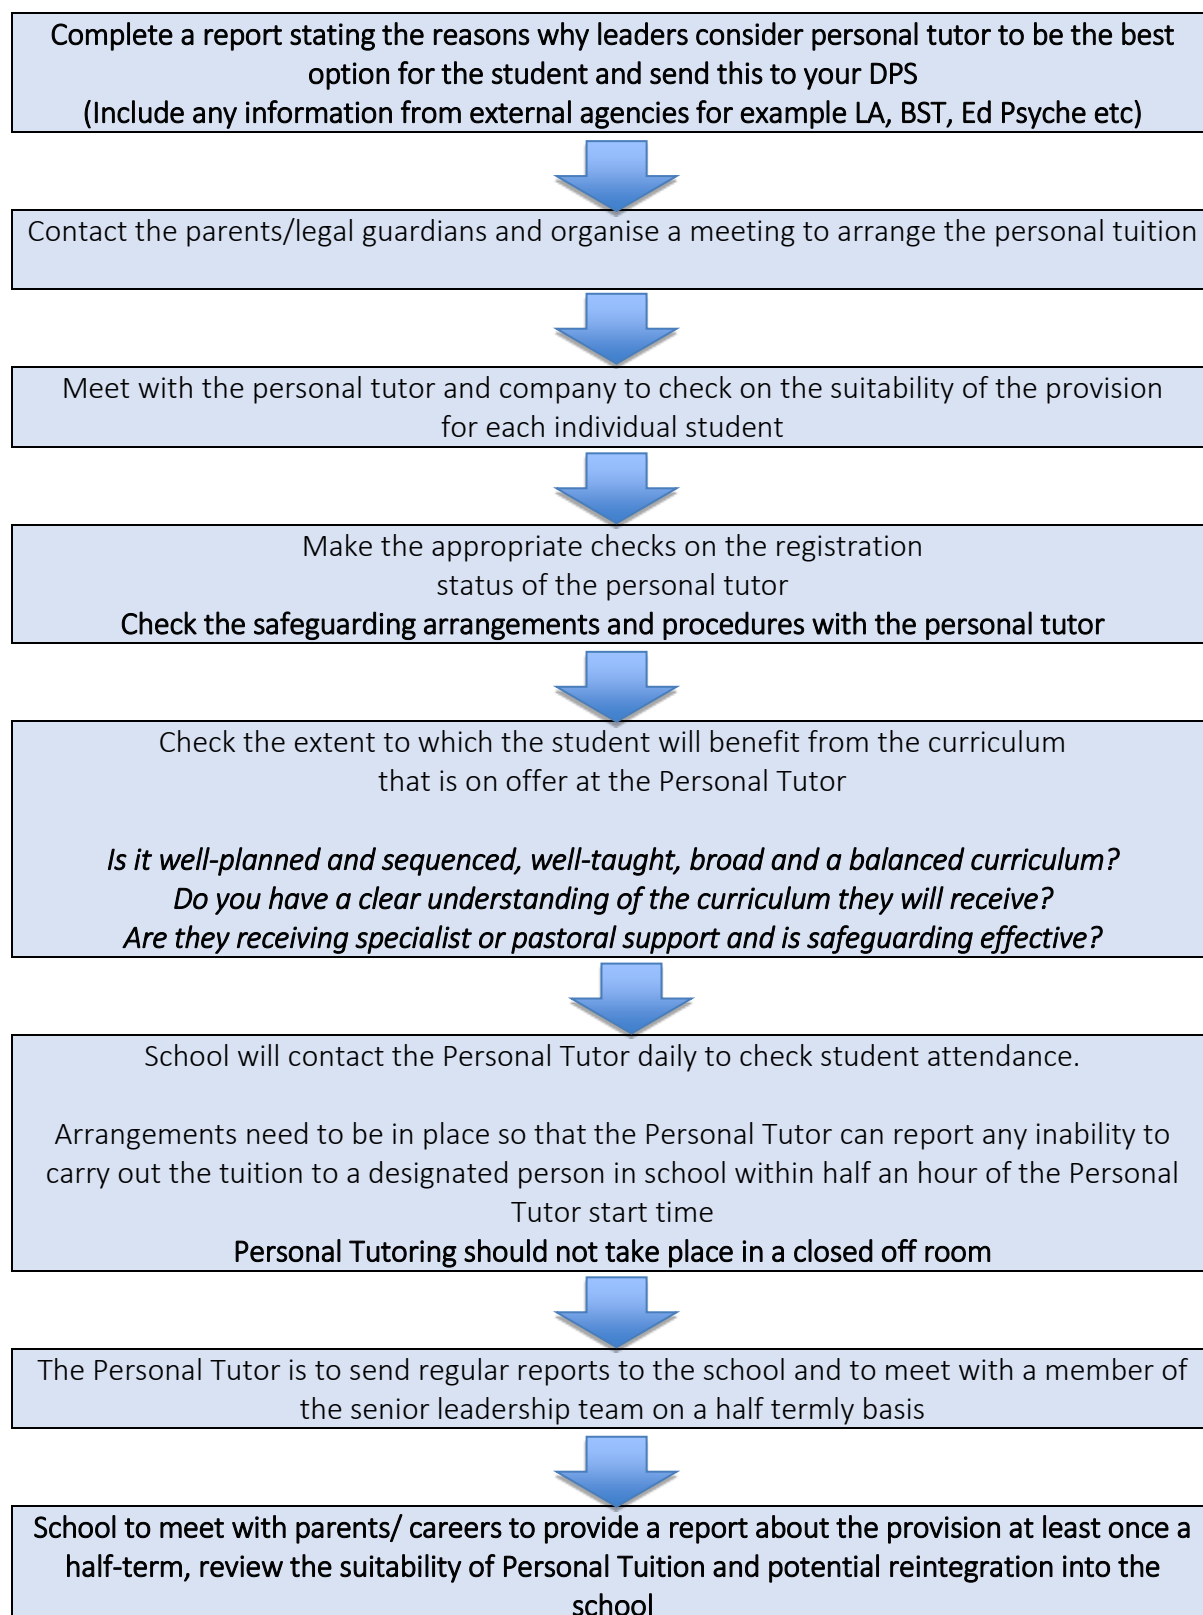 Complete a report stating the reasons why leaders consider personal tutor to be the best
option for the student and send this to your DPS
(Include any information from external agencies for example LA, BST, Ed Psyche etc)
Contact the parents/legal guardians and organise a meeting to arrange the personal tuition
Meet with the personal tutor and company to check on the suitability of the provision
for each individual student
Make the appropriate checks on the registration
status of the personal tutor
Check the safeguarding arrangements and procedures with the personal tutor
Check the extent to which the student will benefit from the curriculum
that is on offer at the Personal Tutor
Is it well-planned and sequenced, well-taught, broad and a balanced curriculum?
Do you have a clear understanding of the curriculum they will receive?
Are they receiving specialist or pastoral support and is safeguarding effective?
School will contact the Personal Tutor daily to check student attendance.
Arrangements need to be in place so that the Personal Tutor can report any inability to
carry out the tuition to a designated person in school within half an hour of the Personal
Tutor start time
Personal Tutoring should not take place in a closed off room
The Personal Tutor is to send regular reports to the school and to meet with a member of
the senior leadership team on a half termly basis
School to meet with parents/ careers to provide a report about the provision at least once a
half-term, review the suitability of Personal Tuition and potential reintegration into the
school